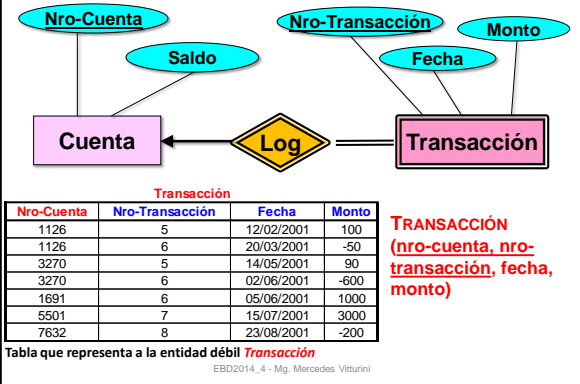 Nro-Cuenta
Saldo
Nro-Transacción
Monto
Fecha
Cuenta
Log
Transacción
Transacción
Nro-Cuenta Nro-Transacción Fecha Monto
1126 5 12/02/2001 100
1126 6 20/03/2001 -50
3270 5 14/05/2001 90
3270 6 02/06/2001 -600
1691 6 05/06/2001 1000
5501 7 15/07/2001 3000
7632 8 23/08/2001 -200
TRANSACCIÓN
(nro-cuenta, nro-
transacción, fecha,
monto)
Tabla que representa a la entidad débil Transacción
EBD2014_4 - Mg. Mercedes Vitturini